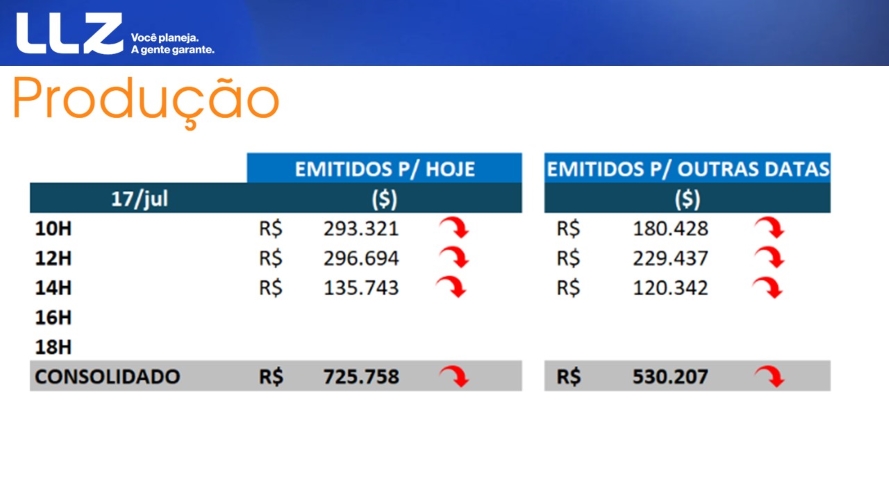 LLZ Você planeja.
A gente garante.
Produção
EMITIDOS P/ HOJE EMITIDOS P/ OUTRAS DATAS
17/jul ($) ($)
10H R$ 293.321 R$ 180.428
12H R$ 296.694 R$ 229.437
14H R$ 135.743 R$ 120.342
16H
18H
CONSOLIDADO R$ 725.758 R$ 530.207